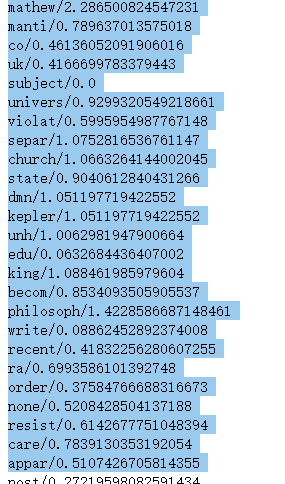 mathew/2.286500824547231
manti/0.789637013575018
co/0.46136052091906016
uk/0.4166699783379443
subject/0.0
univers/0.9299320549218661
violat/0.5995954987767148
separ/1.0752816536761147
church/1.0663264144002045
state/0.9040612840431266
dmn/1.051197719422552
kepler/1.051197719422552
unh/1.0062981947900664
edu/0.0632684436407002
king/1.088461985979604
becom/0.8534093505905537
philosoph/1.4228586687148461
write/0.08862452892374008
recent/0.41832256280607255
ra/0.6993586101392748
order/0.37584766688316673
none/0.5208428504137188
resist/0.6142677751048394
care/0.7839130353192054
appar/0.5107426705814355
post/0.27219598082591434